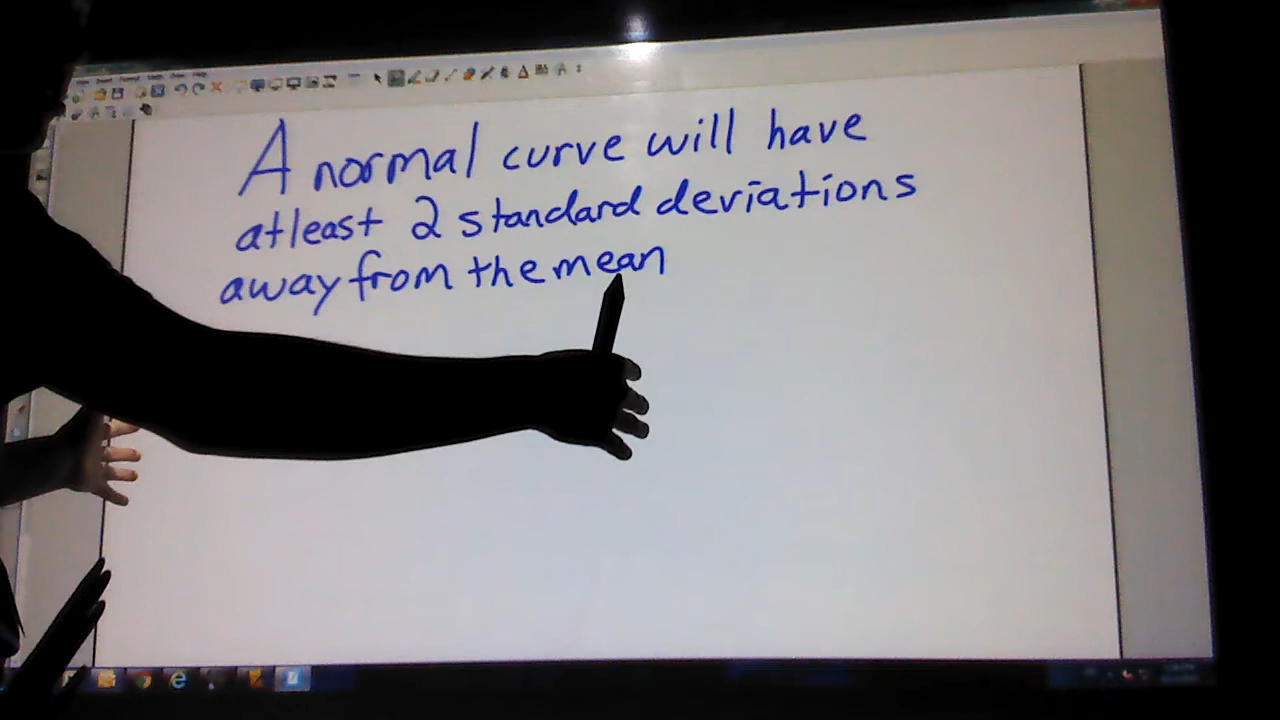 A normal curve will have
atleast 2 standard deviations
away from the mean